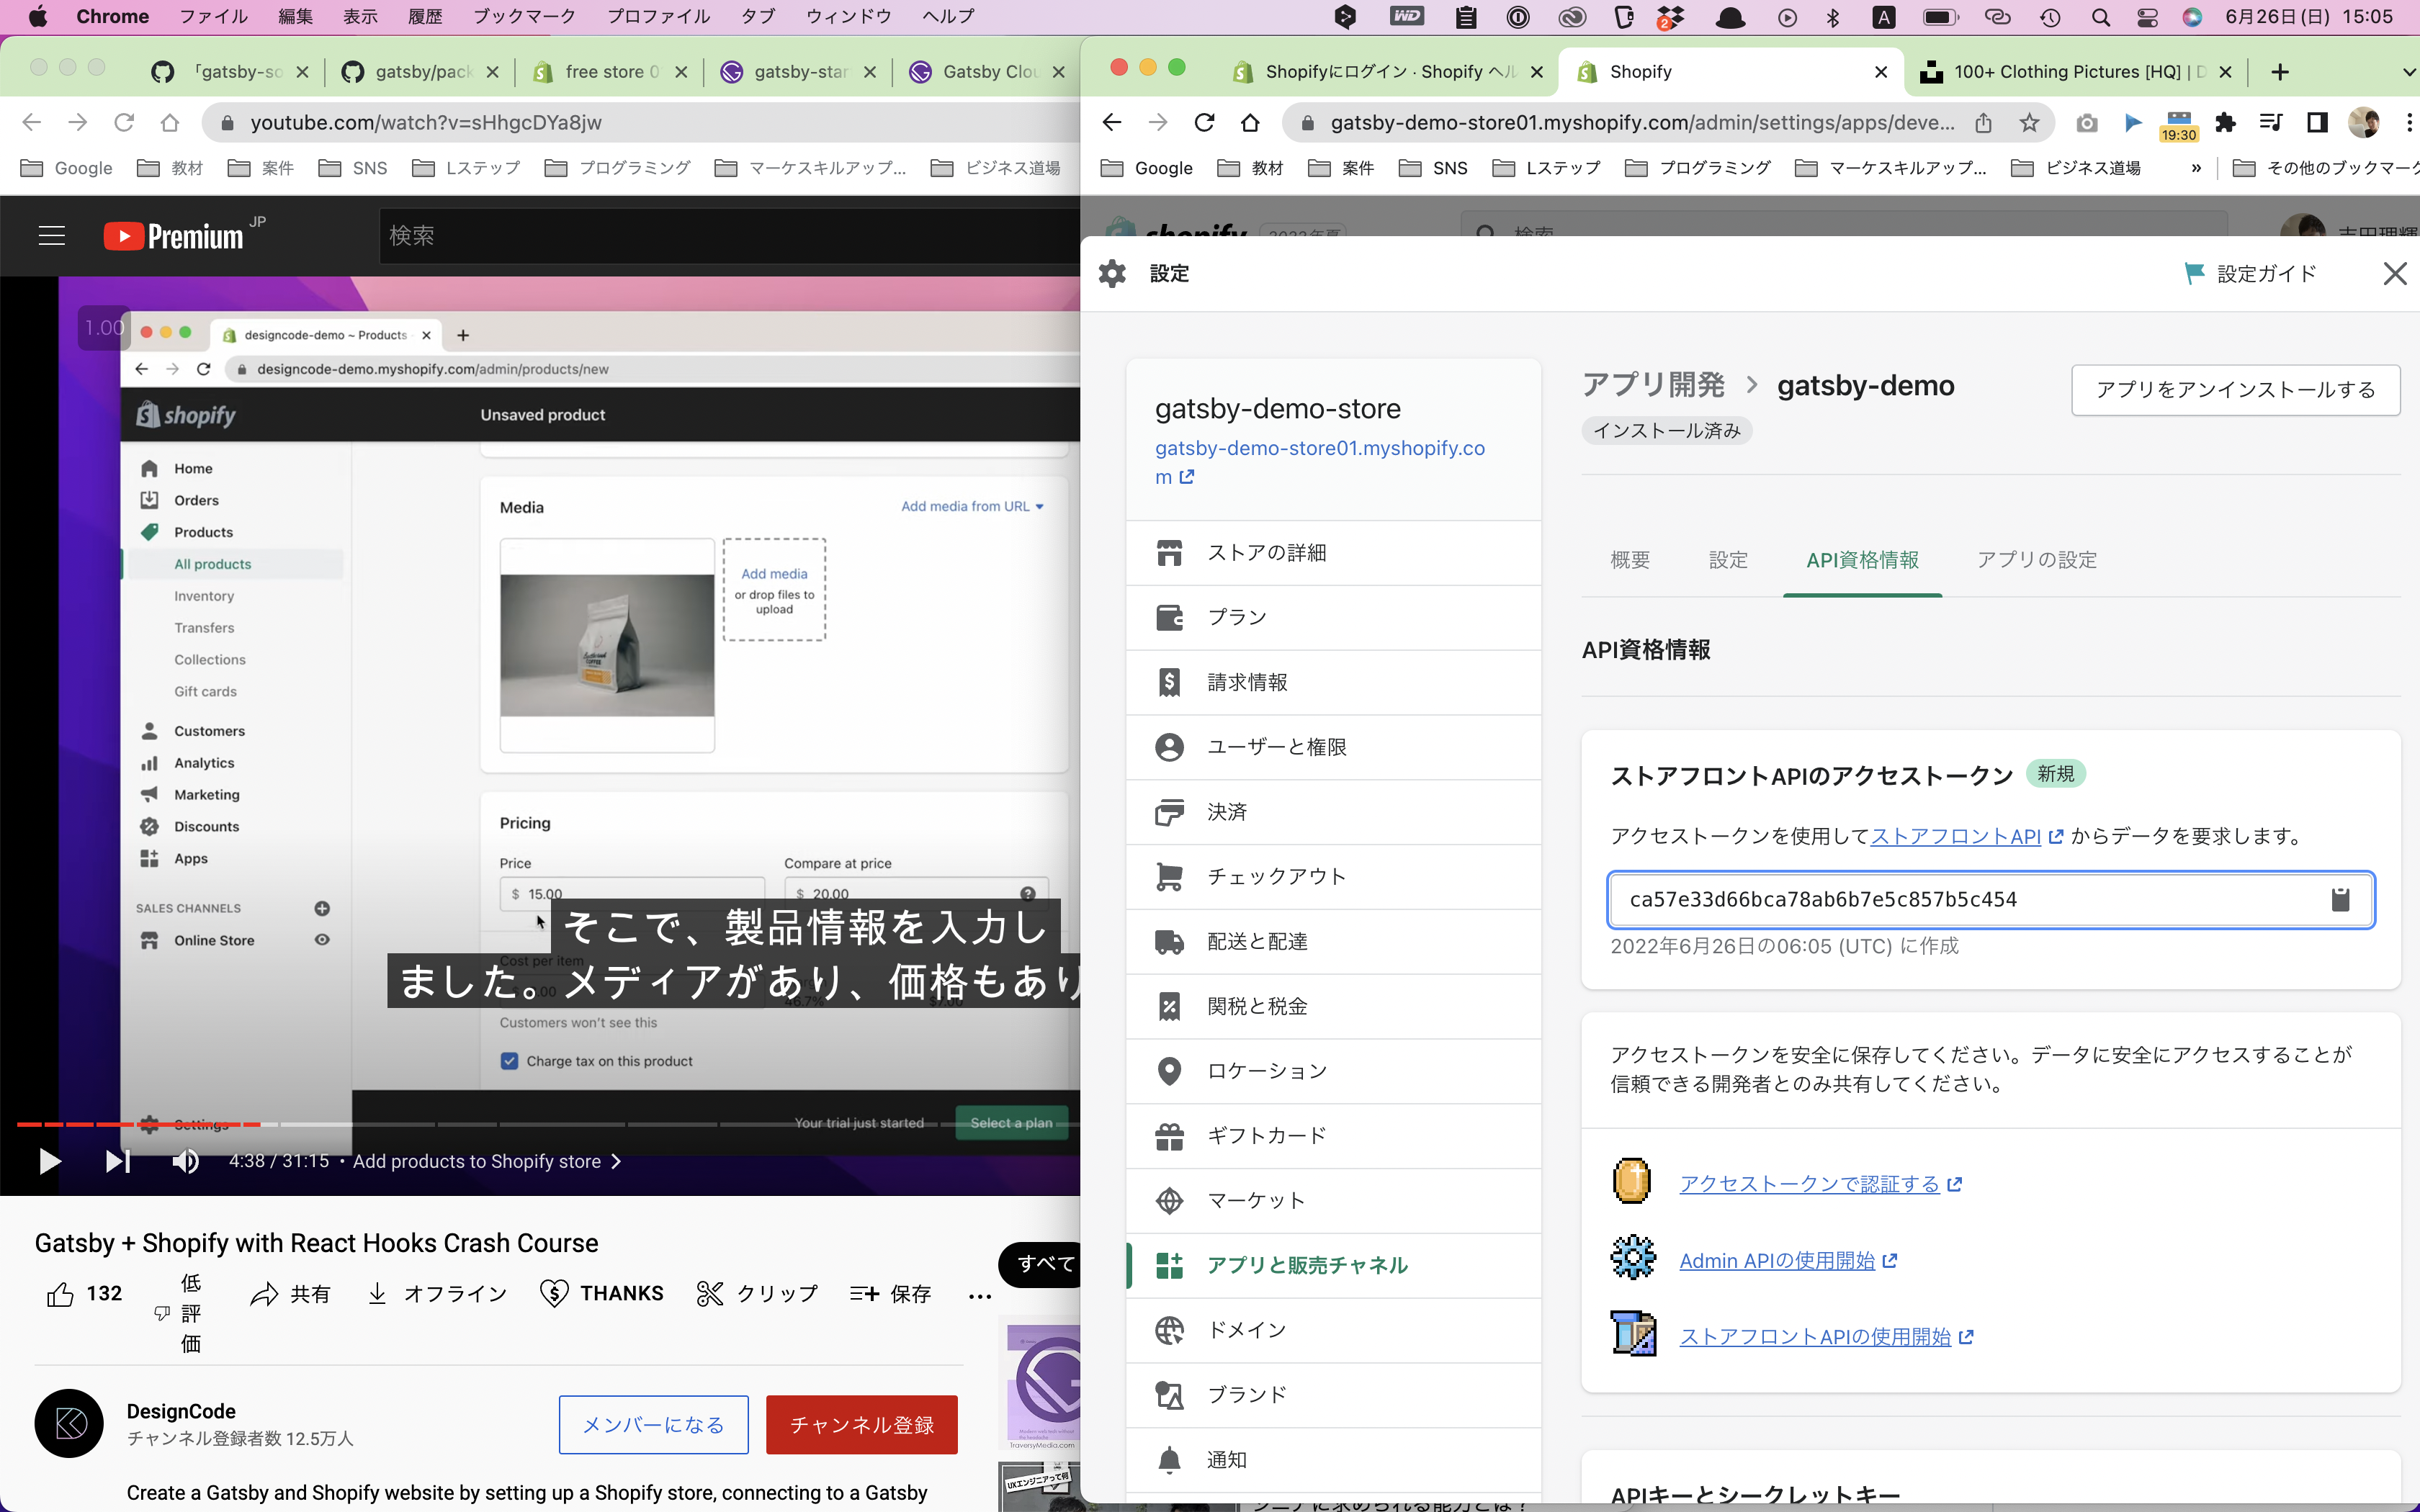 Chrome ファイル 編集 表示 履歴 ブックマーク プロファイル タブ ウィンドウ ヘルプ
6月26日(日) 15:05
「gatsby-so
gatsby/pack
free store 0
gatsby-star
Gatsby Clou
youtube.com/watch?v=sHhgcDYa8jw
Google 教材 案件 SNS Lステップ プログラミング マーケスキルアップ... ビジネス道場
Premium JP
検索
1.00
designcode-demo ~ Products
designcode-demo.myshopify.com/admin/products/new
shopify
Unsaved product
Home
Orders
Products
All products
Inventory
Transfers
Collections
Gift cards
Customers
Analytics
Marketing
Discounts
Apps
SALES CHANNELS
Online Store
Settings
Media
Add media from URL
Add media
or drop files to
upload
Pricing
Price
Compare at price
$ 15.00
$ 20.00
Cost per item
そこで、製品情報を入力し
ました。メディアがあり、価格もあり
Customers won't see this
Charge tax on this product
Your trial just started
Select a plan
4:38 / 31:15 • Add products to Shopify store
Gatsby + Shopify with React Hooks Crash Course
132
低
評
価
共有
オフライン
THANKS
クリップ
保存
すべて
DesignCode
チャンネル登録者数 12.5万人
メンバーになる
チャンネル登録
Create a Gatsby and Shopify website by setting up a Shopify store, connecting to a Gatsby
TraversyMedia.com
UXエンジニアって何
Shopifyにログイン · Shopify ヘル
Shopify
100+ Clothing Pictures [HQ] | D
gatsby-demo-store01.myshopify.com/admin/settings/apps/deve...
19:30
Google 教材 案件 SNS Lステップ プログラミング マーケスキルアップ... ビジネス道場 » その他のブックマーク
shopify
検索
設定
設定ガイド
gatsby-demo-store
gatsby-demo-store01.myshopify.co
m
ストアの詳細
プラン
請求情報
ユーザーと権限
決済
チェックアウト
配送と配達
関税と税金
ロケーション
ギフトカード
マーケット
アプリと販売チャネル
ドメイン
ブランド
通知
アプリ開発 > gatsby-demo
インストール済み
アプリをアンインストールする
概要 設定 API資格情報 アプリの設定
API資格情報
ストアフロントAPIのアクセストークン 新規
アクセストークンを使用してストアフロントAPI からデータを要求します。
ca57e33d66bca78ab6b7e5c857b5c454
2022年6月26日の06:05 (UTC) に作成
アクセストークンを安全に保存してください。データに安全にアクセスすることが
信頼できる開発者とのみ共有してください。
アクセストークンで認証する
Admin APIの使用開始
ストアフロントAPIの使用開始
APIキーとシークレットキー